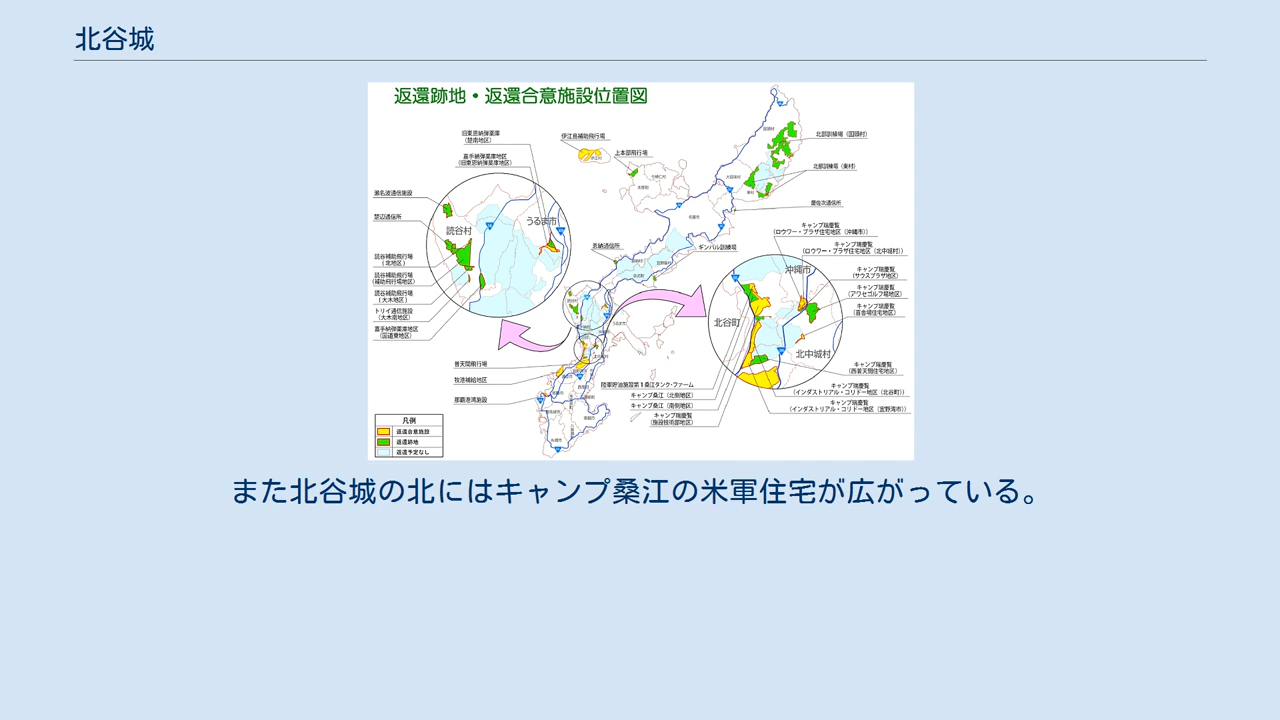 北谷城
返還跡地・返還合意施設位置図
旧東恩納弾薬庫
(楚南地区)
嘉手納弾薬庫地区
(旧東恩納弾薬庫地区)
伊江島補助飛行場
上本部飛行場
北部訓練場(国頭村)
北部訓練場(東村)
慶佐次通信所
瀬名波通信施設
楚辺通信所
読谷補助飛行場
(北地区)
読谷補助飛行場
(補助飛行場地区)
読谷補助飛行場
(大木地区)
トリイ通信施設
(大木南地区)
嘉手納弾薬庫地区
(国道東地区)
読谷村
うるま市
恩納通信所
ギンバル訓練場
キャンプ瑞慶覧
(ロウワー・プラザ住宅地区(沖縄市))
キャンプ瑞慶覧
(ロウワー・プラザ住宅地区(北中城村))
キャンプ瑞慶覧
(サウスプラザ地区)
キャンプ瑞慶覧
(アワセゴルフ場地区)
キャンプ瑞慶覧
(喜舎場住宅地区)
沖縄市
北谷町
北中城村
キャンプ瑞慶覧
(西普天間住宅地区)
キャンプ瑞慶覧
(インダストリアル・コリドー地区(北谷町))
キャンプ瑞慶覧
(インダストリアル・コリドー地区(宜野湾市))
普天間飛行場
牧港補給地区
那覇港湾施設
陸軍貯油施設第1桑江タンク・ファーム
キャンプ桑江(北側地区)
キャンプ桑江(南側地区)
キャンプ瑞慶覧
(施設技術部地区)
凡例
返還合意施設
返還跡地
返還予定なし
また北谷城の北にはキャンプ桑江の米軍住宅が広がっている。